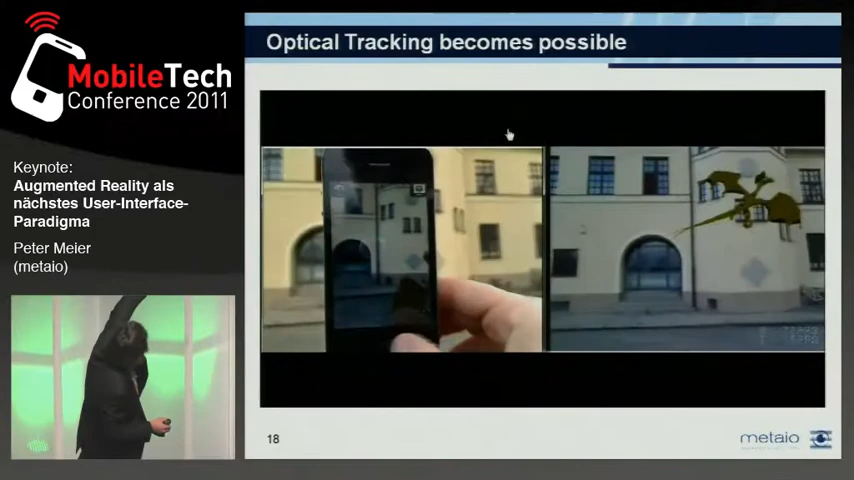 MobileTech
Conference 2011
Keynote:
Augmented Reality als
nächstes User-Interface-
Paradigma
Peter Meier
(metaio)
Optical Tracking becomes possible
18
metaio